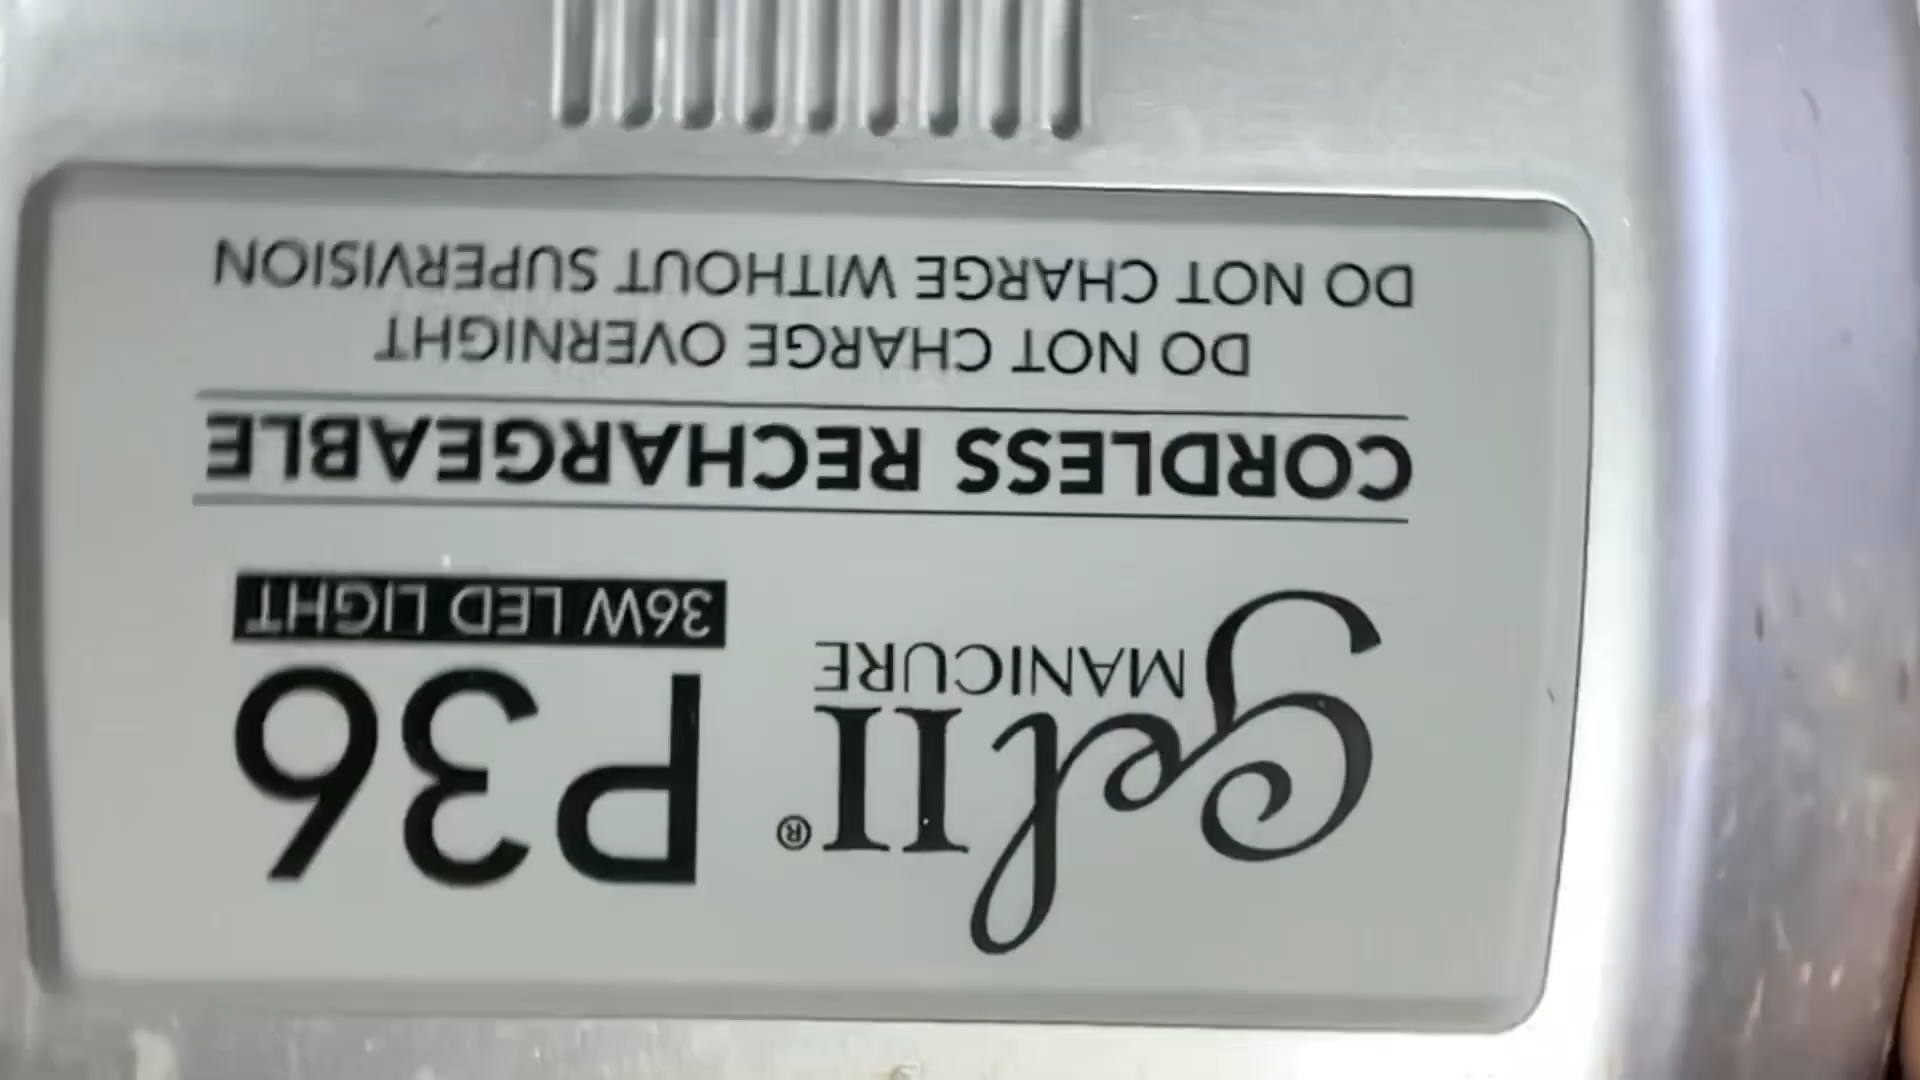 gel II®
MANICURE
P36
36W LED LIGHT
CORDLESS RECHARGEABLE
DO NOT CHARGE OVERNIGHT
DO NOT CHARGE WITHOUT SUPERVISION